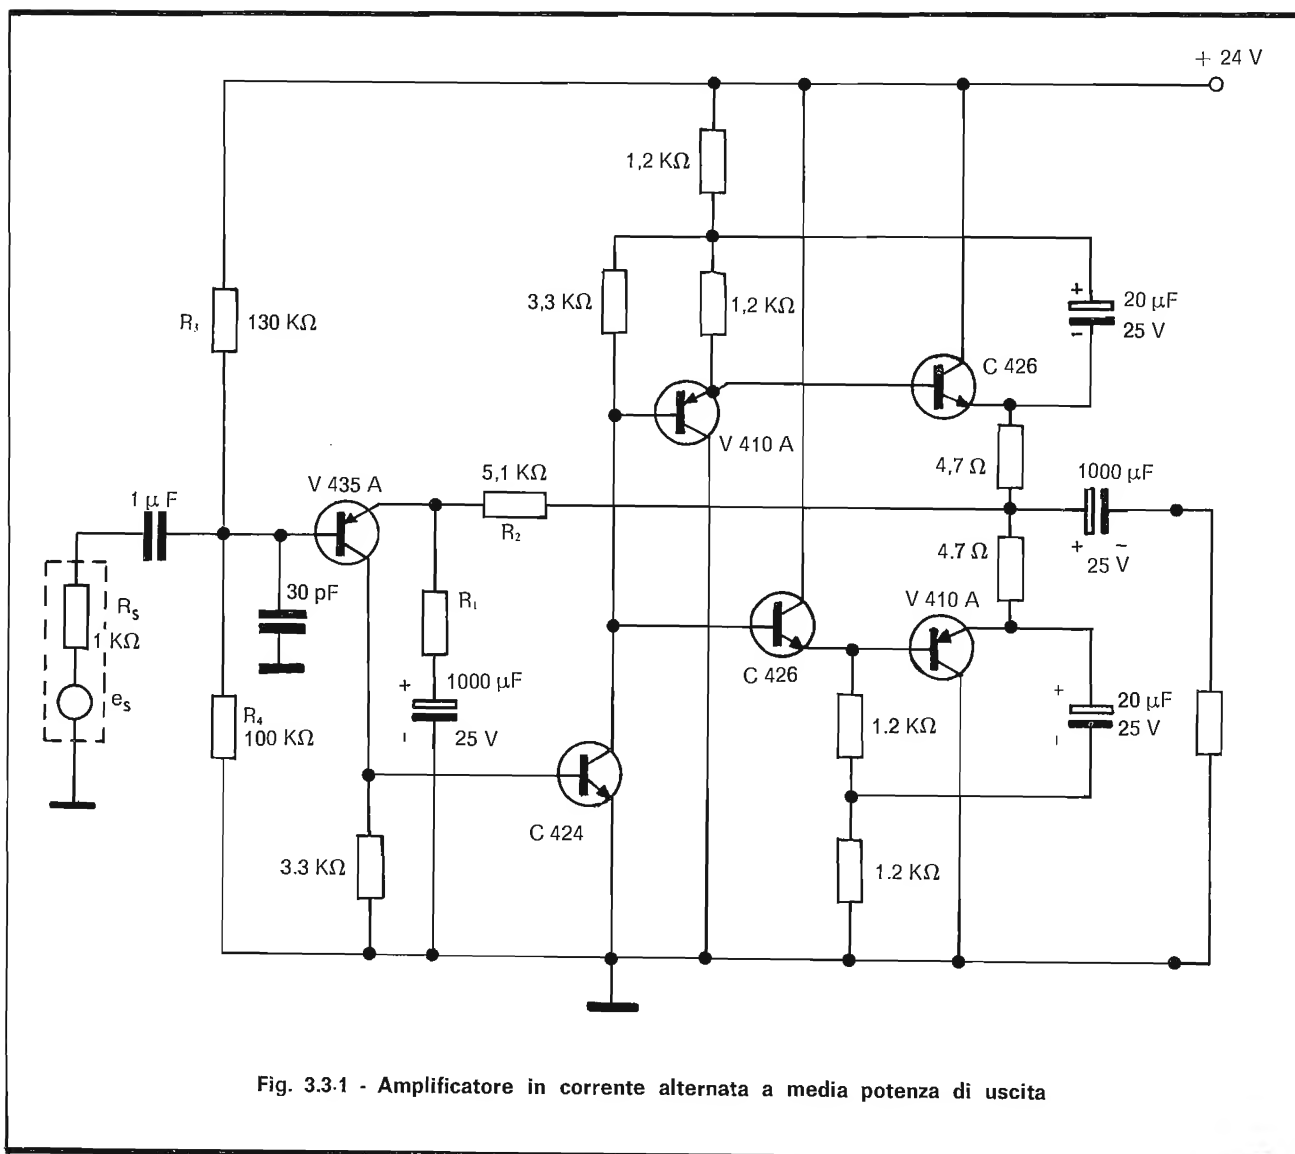 + 24 V
1,2 KΩ
3,3 KΩ
1,2 KΩ
+
20 μF
-
25 V
R₃
130 KΩ
C 426
V 410 A
4,7 Ω
1000 μF
5,1 KΩ
V 435 A
1 μ F
R₂
+
-
25 V
4.7 Ω
30 pF
R₁
V 410 A
Rs
1 KΩ
C 426
+
1000 μF
-
25 V
+
20 μF
-
25 V
es
R₄
100 KΩ
1.2 KΩ
C 424
3.3 KΩ
1.2 KΩ
Fig. 3.3-1 - Amplificatore in corrente alternata a media potenza di uscita